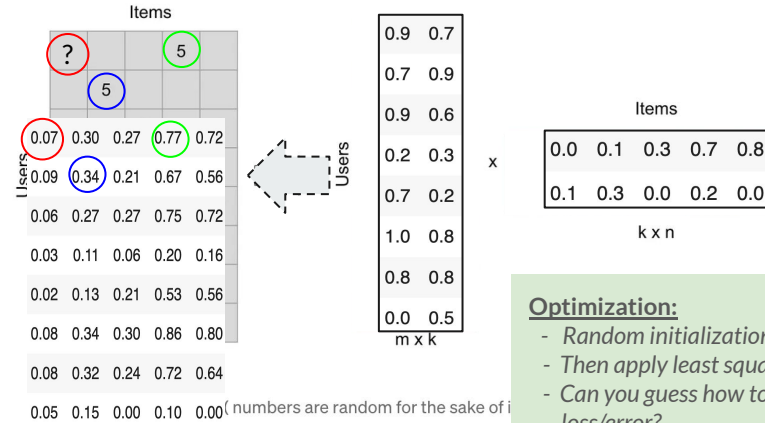 Items
? 5
5
Users
0.07 0.30 0.27 0.77 0.72
0.09 0.34 0.21 0.67 0.56
0.06 0.27 0.27 0.75 0.72
0.03 0.11 0.06 0.20 0.16
0.02 0.13 0.21 0.53 0.56
0.08 0.34 0.30 0.86 0.80
0.08 0.32 0.24 0.72 0.64
0.05 0.15 0.00 0.10 0.00
Users
0.9 0.7
0.7 0.9
0.9 0.6
0.2 0.3
0.7 0.2
1.0 0.8
0.8 0.8
0.0 0.5
m x k
x
Items
0.0 0.1 0.3 0.7 0.8
0.1 0.3 0.0 0.2 0.0
k x n
( numbers are random for the sake of
Optimization:
- Random initialization
- Then apply least
- Can you guess how to
loss/error?